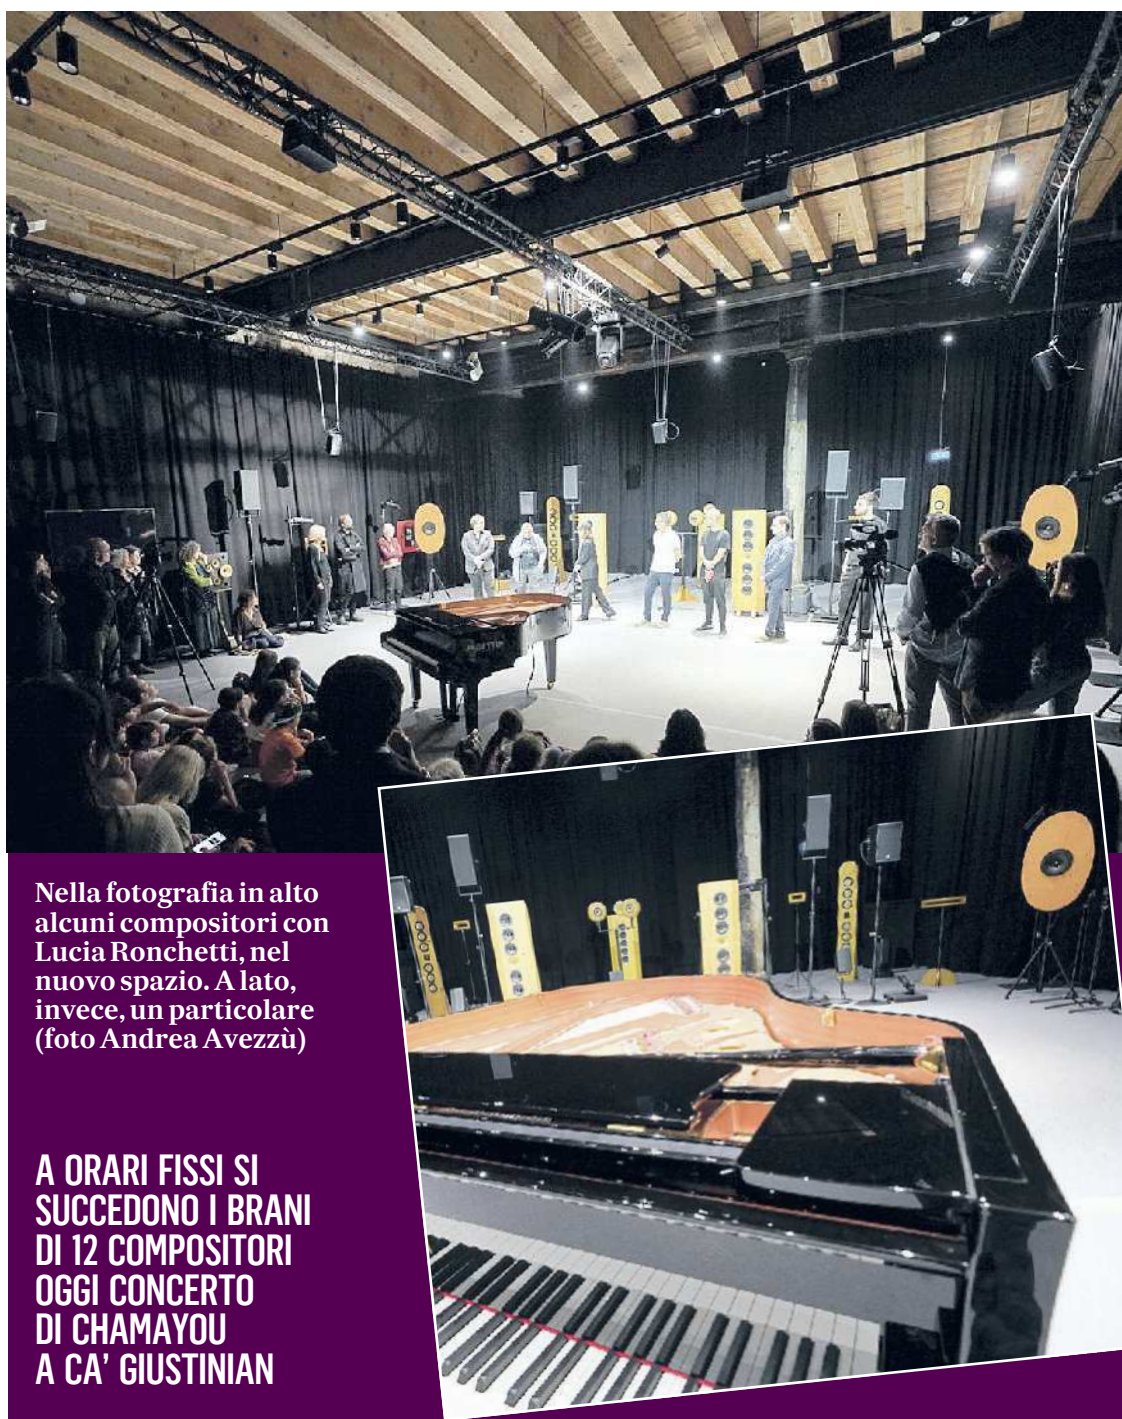 Nella fotografia in alto
alcuni compositori con
Lucia Ronchetti, nel
nuovo spazio. A lato,
invece, un particolare
(foto Andrea Avezzù)
A ORARI FISSI SI
SUCCEDONO I BRANI
DI 12 COMPOSITORI
OGGI CONCERTO
DI CHAMAYOU
A CA' GIUSTINIAN